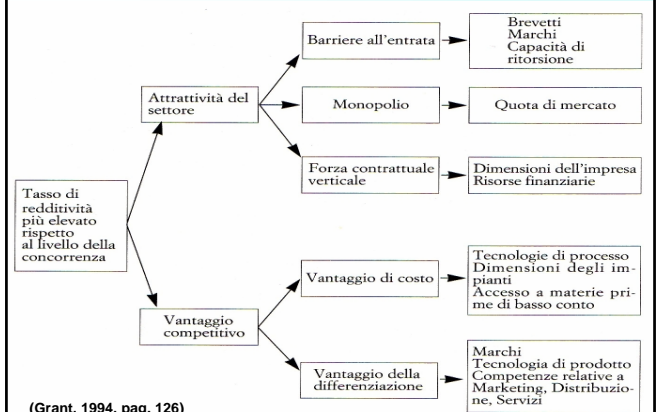 Barriere all'entrata
Brevetti
Marchi
Capacità di
ritorsione
Attrattività del
settore
Monopolio
Quota di mercato
Forza contrattuale
verticale
Dimensioni dell'impresa
Risorse finanziarie
Tasso di
redditività
più elevato
rispetto
al livello della
concorrenza
Vantaggio di costo
Tecnologie di processo
Dimensioni degli im-
pianti
Accesso a materie pri-
me di basso conto
Vantaggio
competitivo
Vantaggio della
differenziazione
Marchi
Tecnologia di prodotto
Competenze relative a
Marketing, Distribuzio-
ne, Servizi
(Grant, 1994, pag. 126)